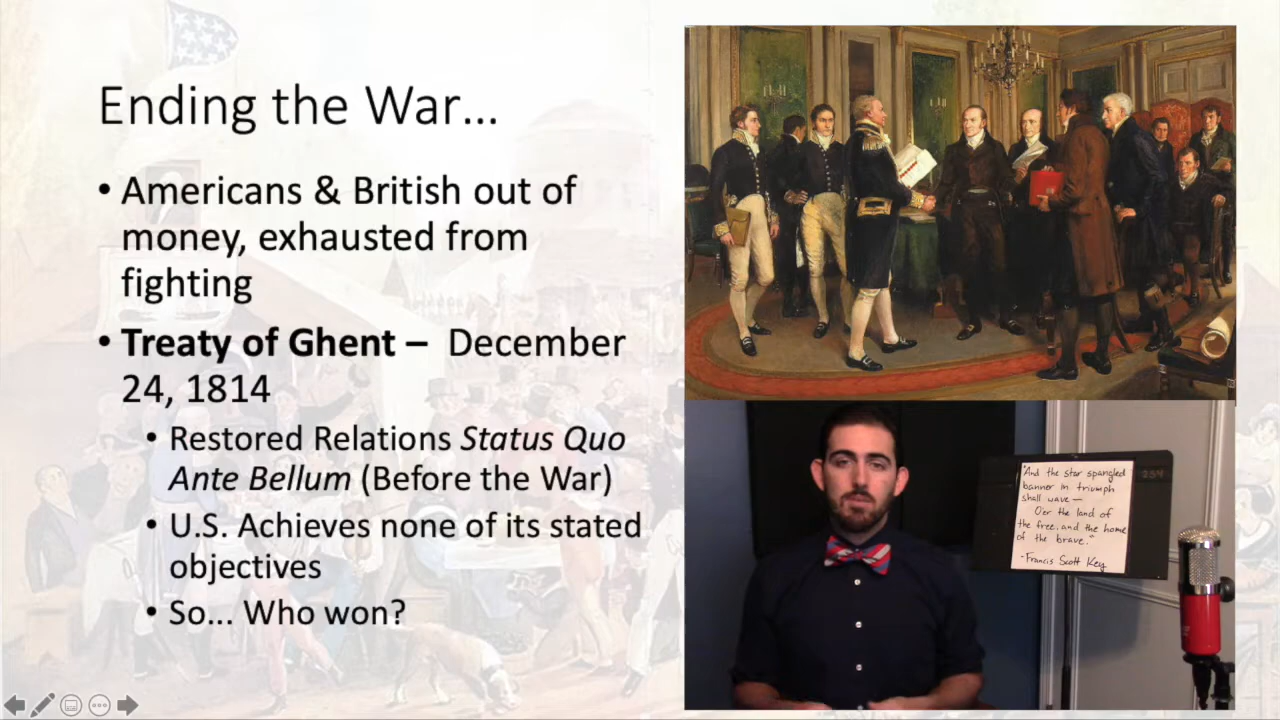 Ending the War...
• Americans & British out of
money, exhausted from
fighting
• Treaty of Ghent – December
24, 1814
• Restored Relations Status Quo
Ante Bellum (Before the War)
• U.S. Achieves none of its stated
objectives
• So... Who won?
"And the star spangled
banner in triumph
shall wave —
O'er the land of
the free, and the home
of the brave."
-Francis Scott Key